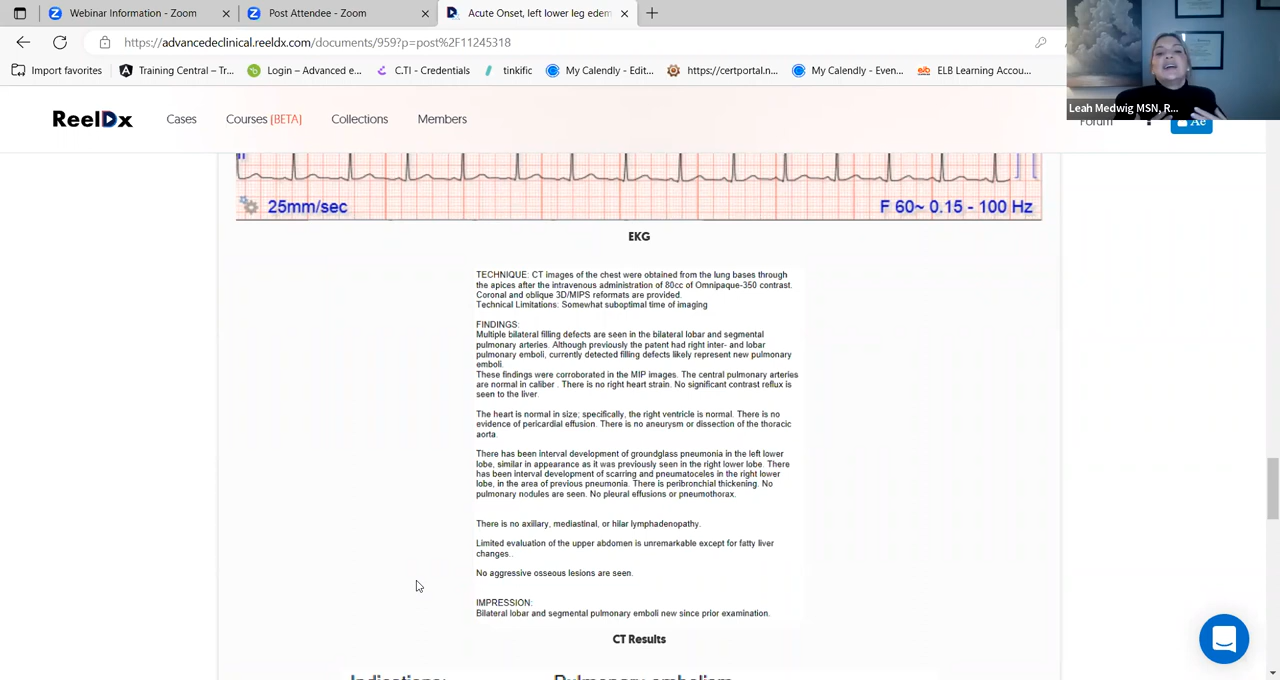 Webinar Information - Zoom
Post Attendee - Zoom
Acute Onset, left lower leg edem
https://advancedclinical.reeldx.com/documents/959?p=post%2F11245318
Import favorites
Training Central – Tr...
Login – Advanced e...
C.TI - Credentials
tinkific
My Calendly - Edit...
https://certportal.n...
My Calendly - Even...
ELB Learning Accou...
Leah Medwig MSN, R...
ReelDx
Cases
Courses [BETA]
Collections
Members
Forum
Ae
II
25mm/sec
F 60~ 0.15 - 100 Hz
EKG
TECHNIQUE: CT images of the chest were obtained from the lung bases through
the apices after the intravenous administration of 80cc of Omnipaque-350 contrast.
Coronal and oblique 3D/MIPS reformats are provided.
Technical Limitations: Somewhat suboptimal time of imaging
FINDINGS:
Multiple bilateral filling defects are seen in the bilateral lobar and segmental
pulmonary arteries. Although previously the patent had right inter- and lobar
pulmonary emboli, currently detected filling defects likely represent new pulmonary
emboli.
These findings were corroborated in the MIP images. The central pulmonary arteries
are normal in caliber . There is no right heart strain. No significant contrast reflux is
seen to the liver.
The heart is normal in size; specifically, the right ventricle is normal. There is no
evidence of pericardial effusion. There is no aneurysm or dissection of the thoracic
aorta.
There has been interval development of groundglass pneumonia in the left lower
lobe, similar in appearance as it was previously seen in the right lower lobe. There
has been interval development of scarring and pneumatoceles in the right lower
lobe, in the area of previous pneumonia. There is peribronchial thickening. No
pulmonary nodules are seen. No pleural effusions or pneumothorax.
There is no axillary, mediastinal, or hilar lymphadenopathy.
Limited evaluation of the upper abdomen is unremarkable except for fatty liver
changes..
No aggressive osseous lesions are seen.
IMPRESSION:
Bilateral lobar and segmental pulmonary emboli new since prior examination.
CT Results
Indications:
Pulmonary embolism